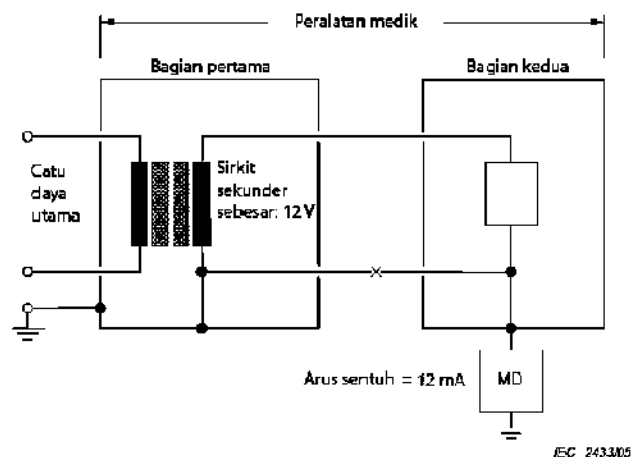 Peralatan medik
Bagian pertama
Bagian kedua
Catu
daya
utama
Sirkit
sekunder
sebesar: 12 V
Arus sentuh = 12 mA
MD
IEC 2433/05